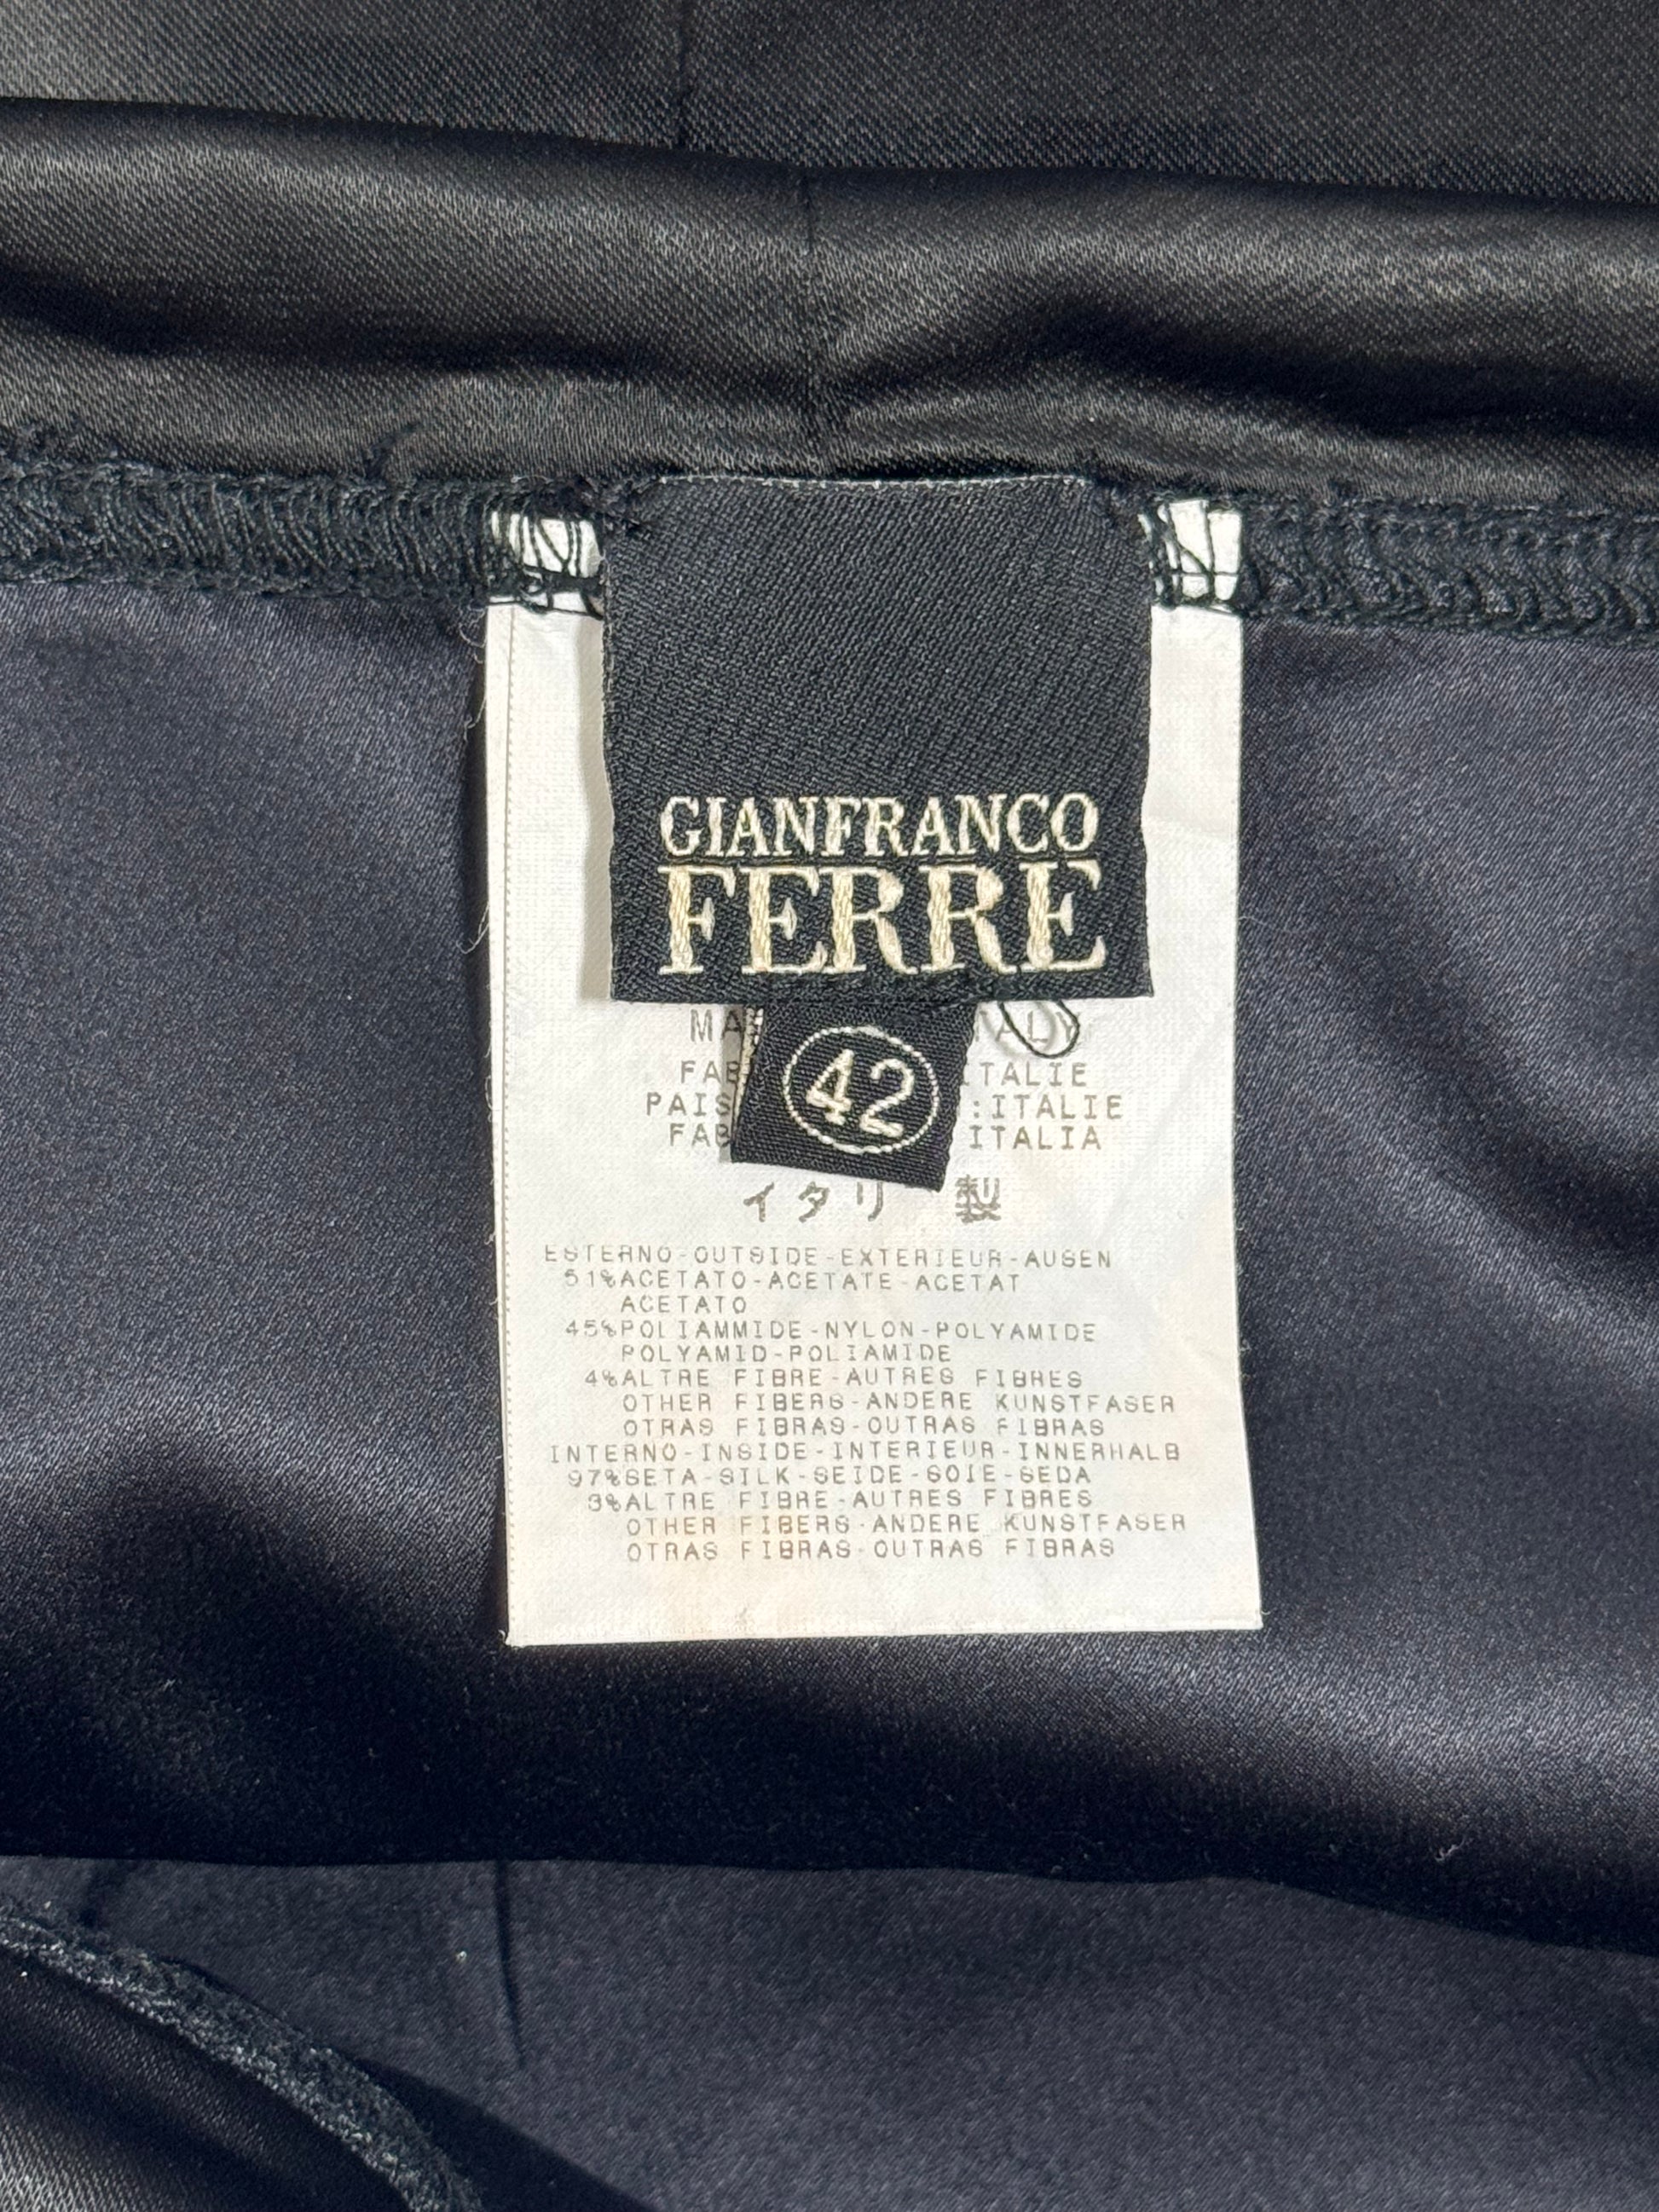 GIANFRANCO
FERRE
42
ITALIE
:ITALIE
ITALIA
製
ESTERNO-OUTSIDE-EXTERIEUR-AUSEN
51%ACETATO-ACETATE-ACETAT
ACETATO
45%POLIAMMIDE-NYLON-POLYAMIDE
POLYAMID-POLIAMIDE
4%ALTRE FIBRE-AUTRES FIBRES
OTHER FIBERS-ANDERE KUNSTFASER
OTRAS FIBRAS-OUTRAS FIBRAS
INTERNO-INSIDE-INTERIEUR-INNERHALB
97%SETA-SILK-SEIDE-SOIE-SEDA
3%ALTRE FIBRE-AUTRES FIBRES
OTHER FIBERS-ANDERE KUNSTFASER
OTRAS FIBRAS-OUTRAS FIBRAS